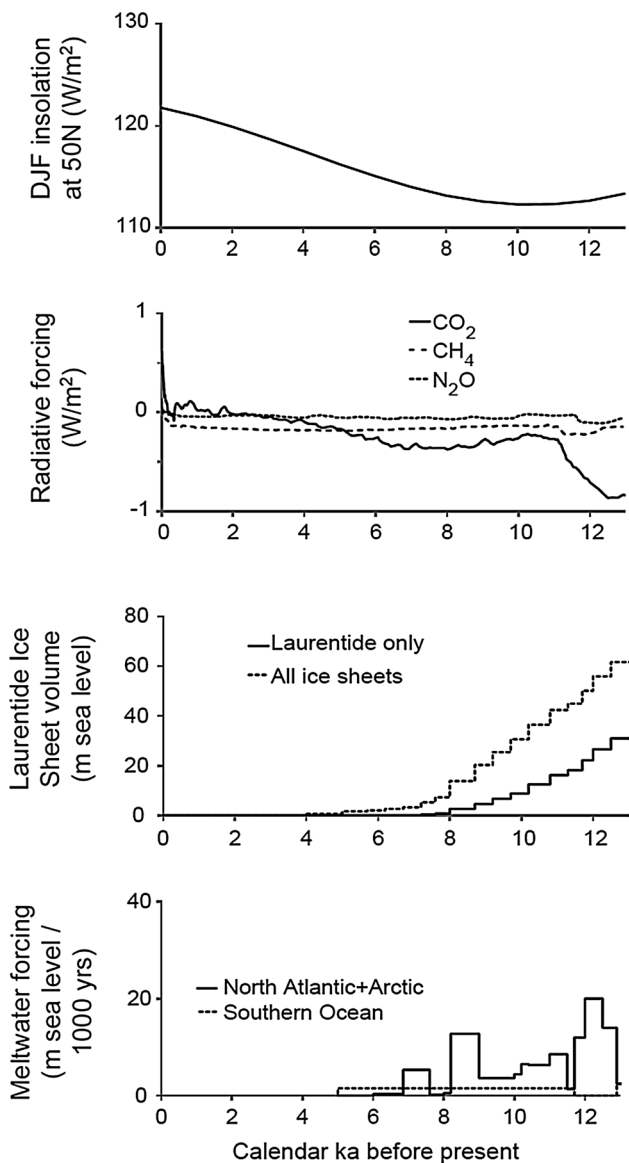 DJF insolation
at 50N (W/m²)
130
120
110
0 2 4 6 8 10 12
Radiative forcing
(W/m²)
1
0
-1
CO₂
CH₄
N₂O
0 2 4 6 8 10 12
Laurentide Ice
Sheet volume
(m sea level)
80
60
40
20
0
Laurentide only
All ice sheets
0 2 4 6 8 10 12
Meltwater forcing
(m sea level /
1000 yrs)
40
20
0
North Atlantic+Arctic
Southern Ocean
0 2 4 6 8 10 12
Calendar ka before present